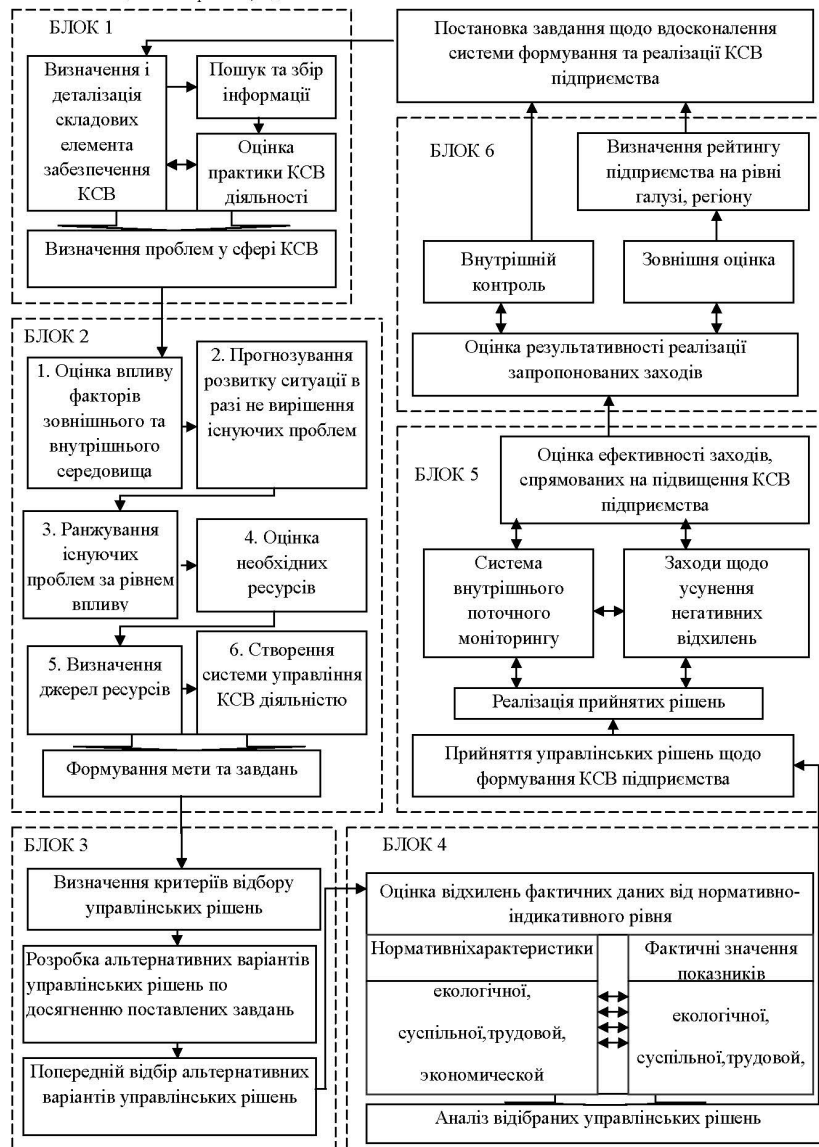 БЛОК 1
Визначення і
деталізація
складових
елемента
забезпечення
КСВ
Пошук та збір
інформації
Оцінка
практики КСВ
діяльності
Визначення проблем у сфері КСВ
БЛОК 2
1. Оцінка впливу
факторів
зовнішнього та
внутрішнього
середовища
2. Прогнозування
розвитку ситуації в
разі не вирішення
існуючих проблем
3. Ранжування
існуючих
проблем за рівнем
впливу
4. Оцінка
необхідних
ресурсів
5. Визначення
джерел ресурсів
6. Створення
системи управління
КСВ діяльністю
Формування мети та завдань
БЛОК 3
Визначення критеріїв відбору
управлінських рішень
Розробка альтернативних варіантів
управлінських рішень по
досягненню поставлених завдань
Попередній відбір альтернативних
варіантів управлінських рішень
БЛОК 4
Оцінка відхилень фактичних даних від нормативно-
індикативного рівня
Нормативніхарактеристики
екологічної,
суспільної,трудовой,
экономической
Фактичні значення
показників
екологічної,
суспільної,трудовой,
Аналіз відібраних управлінських рішень
БЛОК 5
Оцінка ефективності заходів,
спрямованих на підвищення КСВ
підприємства
Система
внутрішнього
поточного
моніторингу
Заходи щодо
усунення
негативних
відхилень
Реалізація прийнятих рішень
Прийняття управлінських рішень щодо
формування КСВ підприємства
БЛОК 6
Визначення рейтингу
підприємства на рівні
галузі, регіону
Внутрішній
контроль
Зовнішня оцінка
Оцінка результативності реалізації
запропонованих заходів
Постановка завдання щодо вдосконалення
системи формування та реалізації КСВ
підприємства